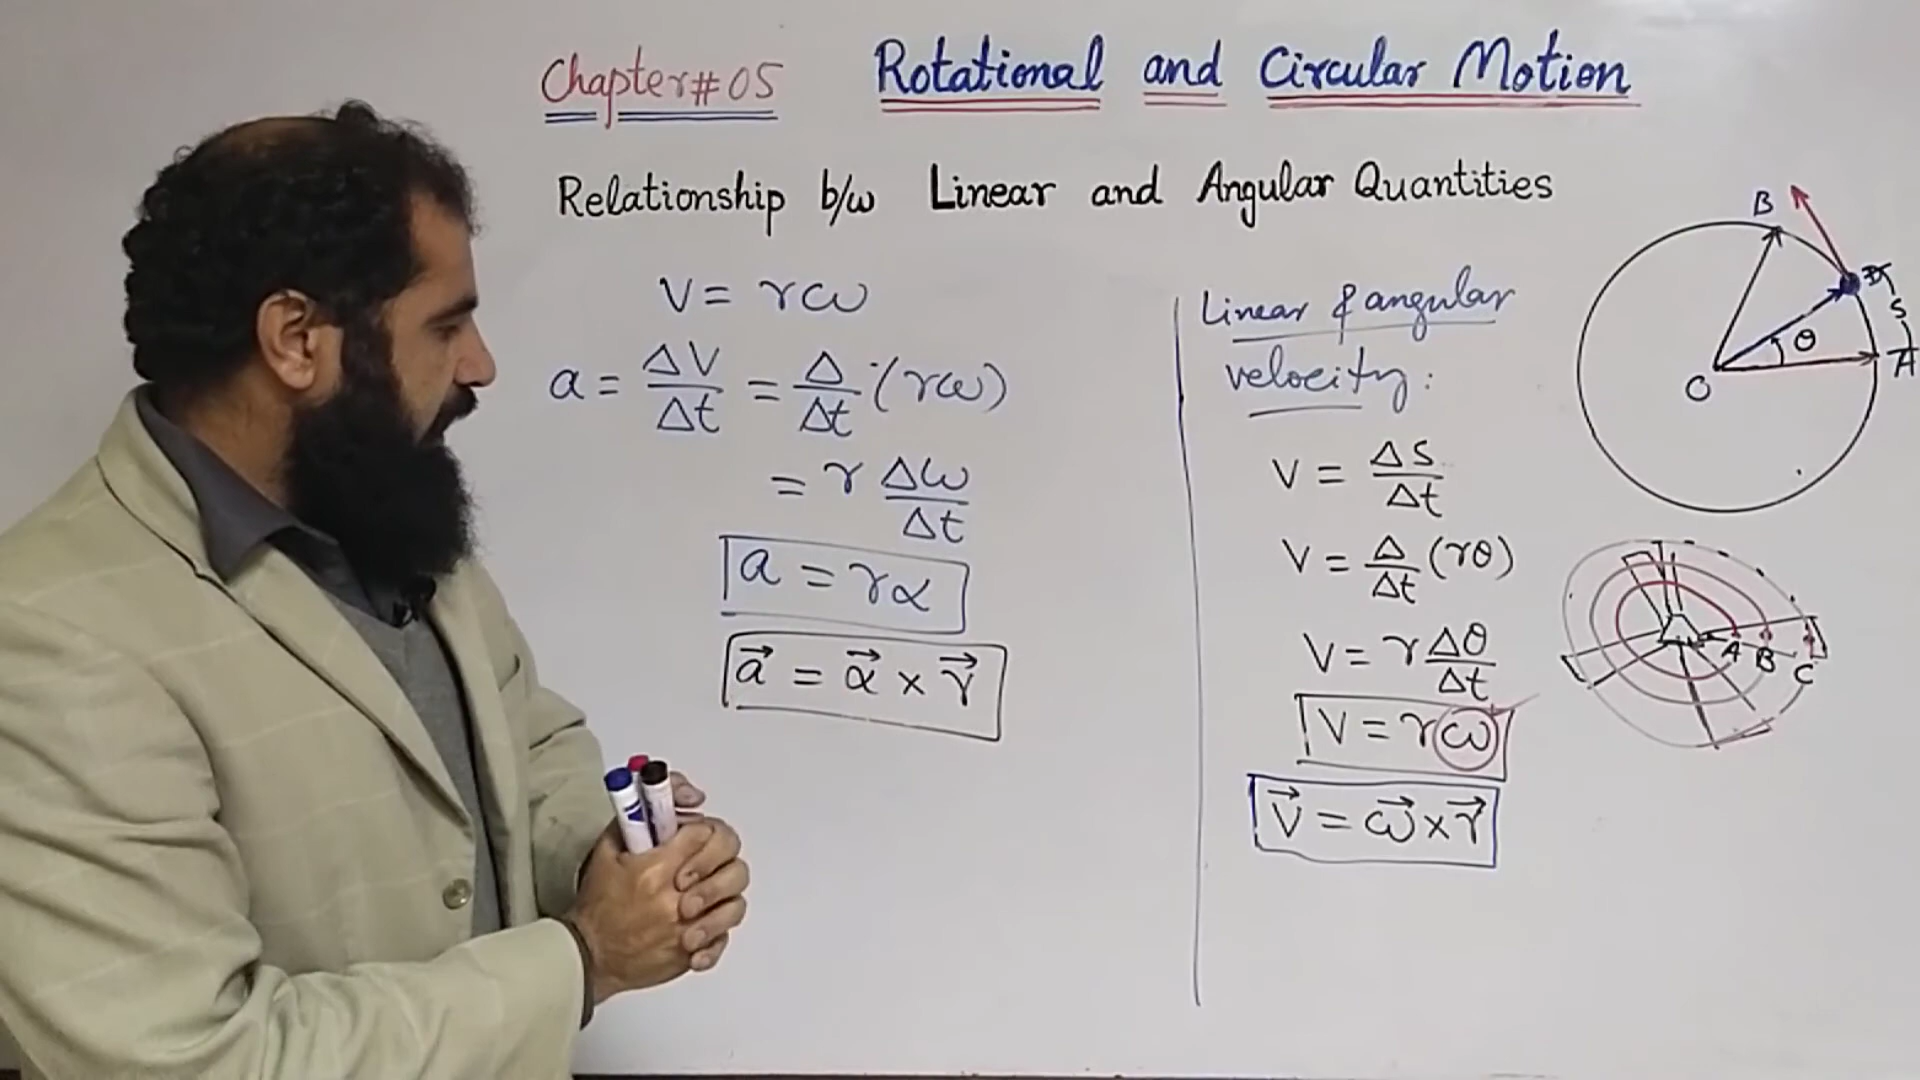 Chapter#05 Rotational and Circular Motion
Relationship b/w Linear and Angular Quantities
V = rω
a = ΔV/Δt = Δ/Δt (rω)
= r Δω/Δt
a = rα
a⃗ = α⃗ × r⃗
Linear & angular
velocity:
V = ΔS/Δt
V = Δ/Δt (rθ)
V = r Δθ/Δt
V = rω
V⃗ = ω⃗ × r⃗
B
S
θ
A
O
A B C